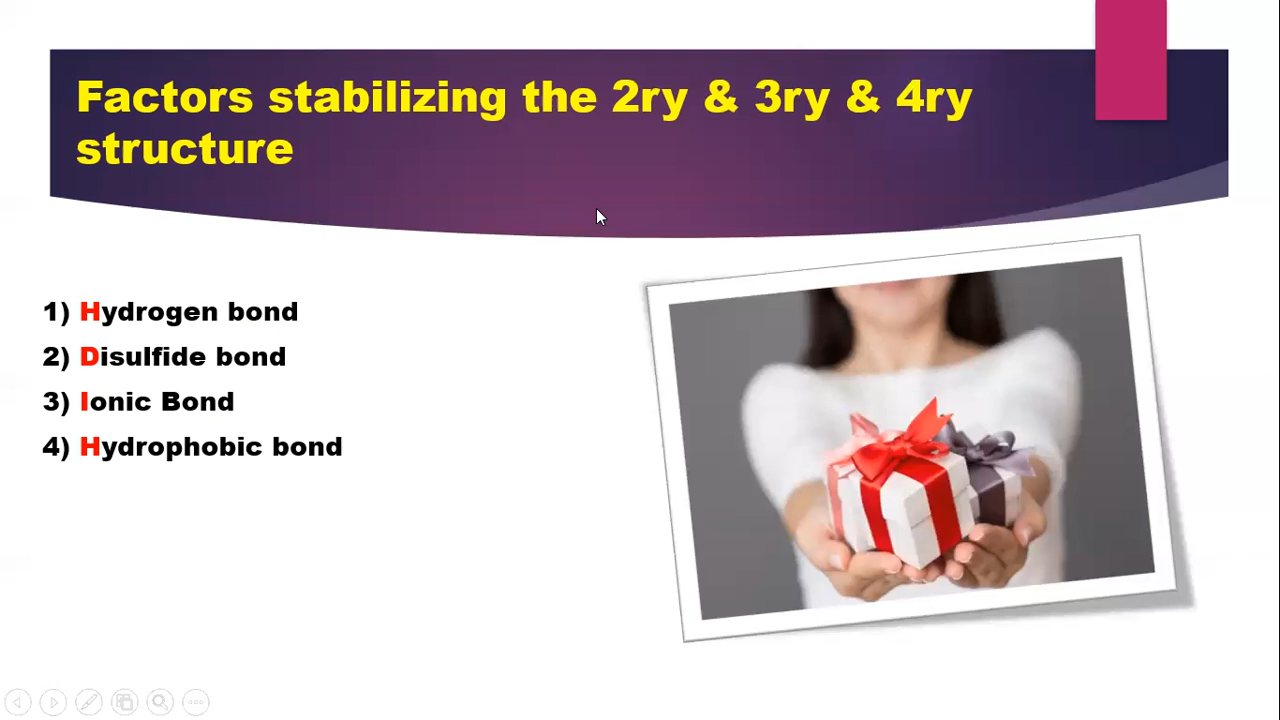 Factors stabilizing the 2ry & 3ry & 4ry
structure
1) Hydrogen bond
2) Disulfide bond
3) Ionic Bond
4) Hydrophobic bond